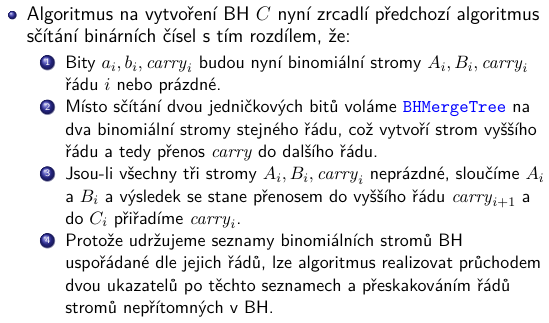 Algoritmus na vytvoření BH C nyní zrcadlí předchozí algoritmus
sčítání binárních čísel s tím rozdílem, že:
1 Bity a_i, b_i, carry_i budou nyní binomiální stromy A_i, B_i, carry_i
řádu i nebo prázdné.
2 Místo sčítání dvou jedničkových bitů voláme BHMergeTree na
dva binomiální stromy stejného řádu, což vytvoří strom vyššího
řádu a tedy přenos carry do dalšího řádu.
3 Jsou-li všechny tři stromy A_i, B_i, carry_i neprázdné, sloučíme A_i
a B_i a výsledek se stane přenosem do vyššího řádu carry_{i+1} a
do C_i přiřadíme carry_i.
4 Protože udržujeme seznamy binomiálních stromů BH
uspořádané dle jejich řádů, lze algoritmus realizovat průchodem
dvou ukazatelů po těchto seznamech a přeskakováním řádů
stromů nepřítomných v BH.